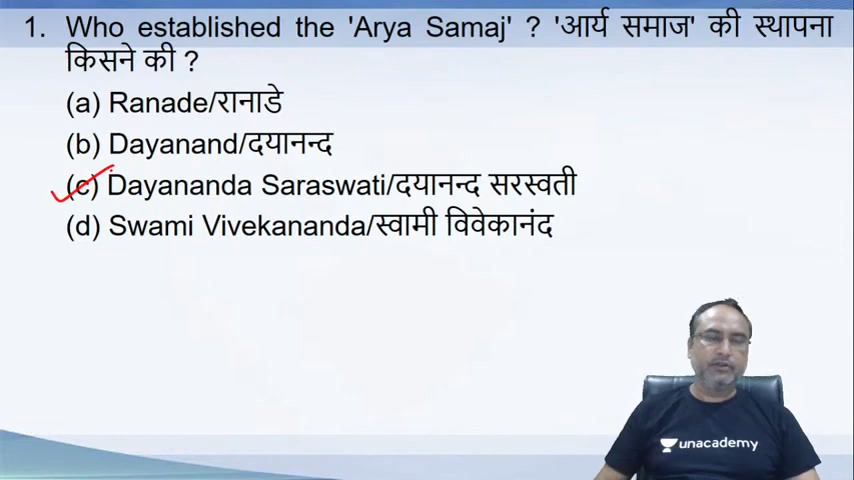 1. Who established the 'Arya Samaj' ? 'आर्य समाज' की स्थापना
किसने की ?
(a) Ranade/रानाडे
(b) Dayanand/दयानन्द
(c) Dayananda Saraswati/दयानन्द सरस्वती
(d) Swami Vivekananda/स्वामी विवेकानंद
unacademy